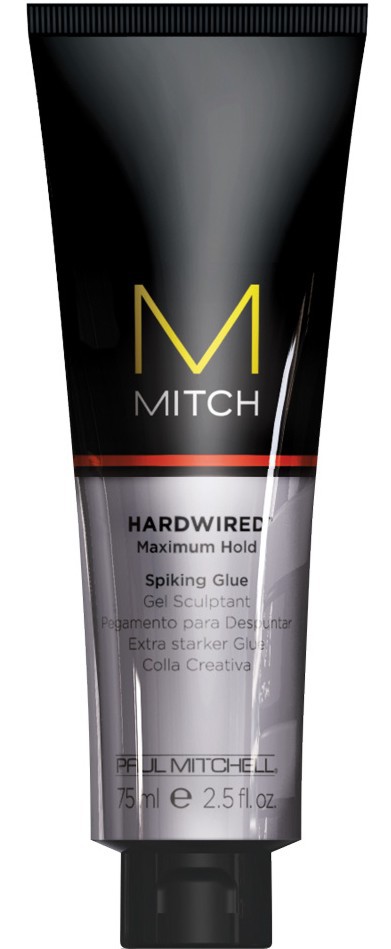 M
MITCH
HARDWIRED™
Maximum Hold
Spiking Glue
Gel Sculptant
Pegamento para Despuntar
Extra starker Glue
Colla Creativa
PAUL MITCHELL®
75 ml ℮ 2.5 fl. oz.